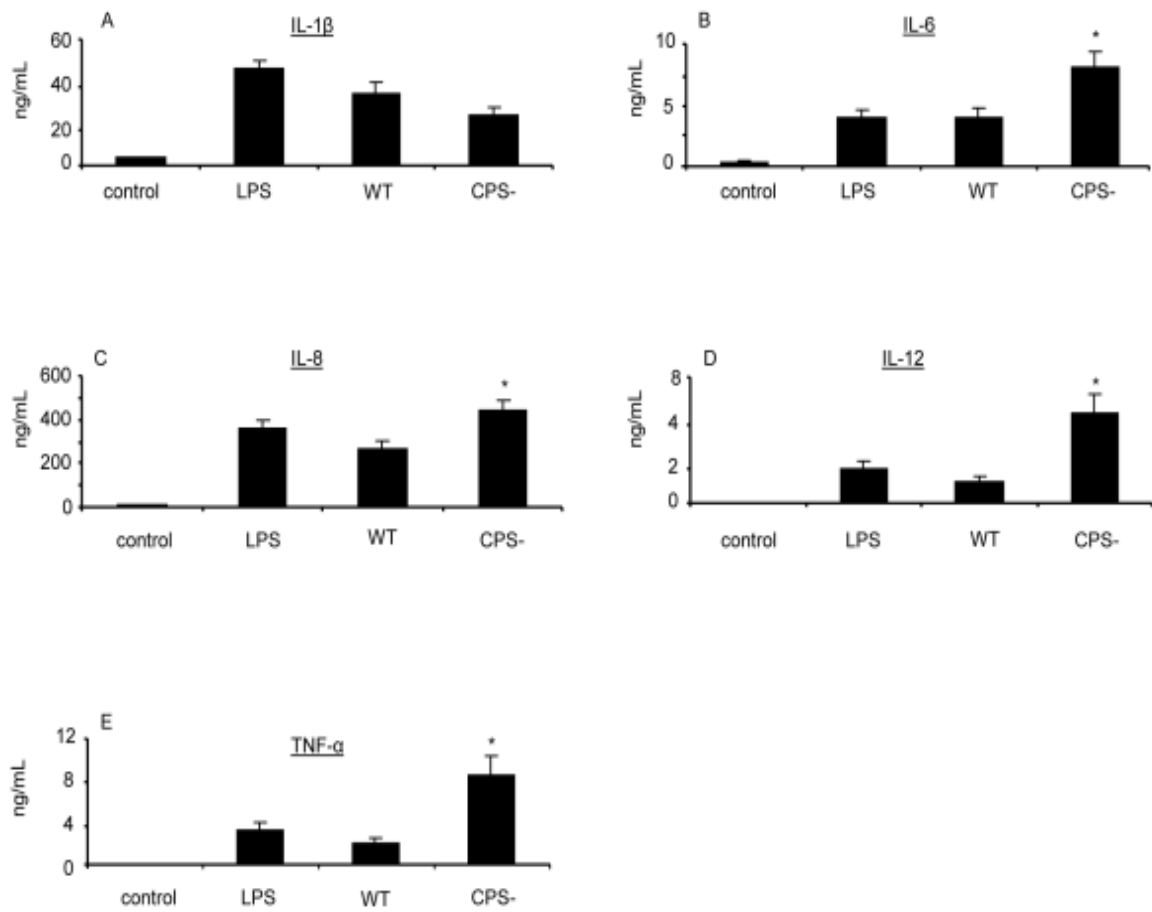 A IL-1β
60
40
20
0
ng/mL
control LPS WT CPS-
B IL-6
*
10
5
0
ng/mL
control LPS WT CPS-
C IL-8
*
600
400
200
0
ng/mL
control LPS WT CPS-
D IL-12
*
8
4
2
0
ng/mL
control LPS WT CPS-
E
TNF-α
*
12
8
4
0
ng/mL
control LPS WT CPS-